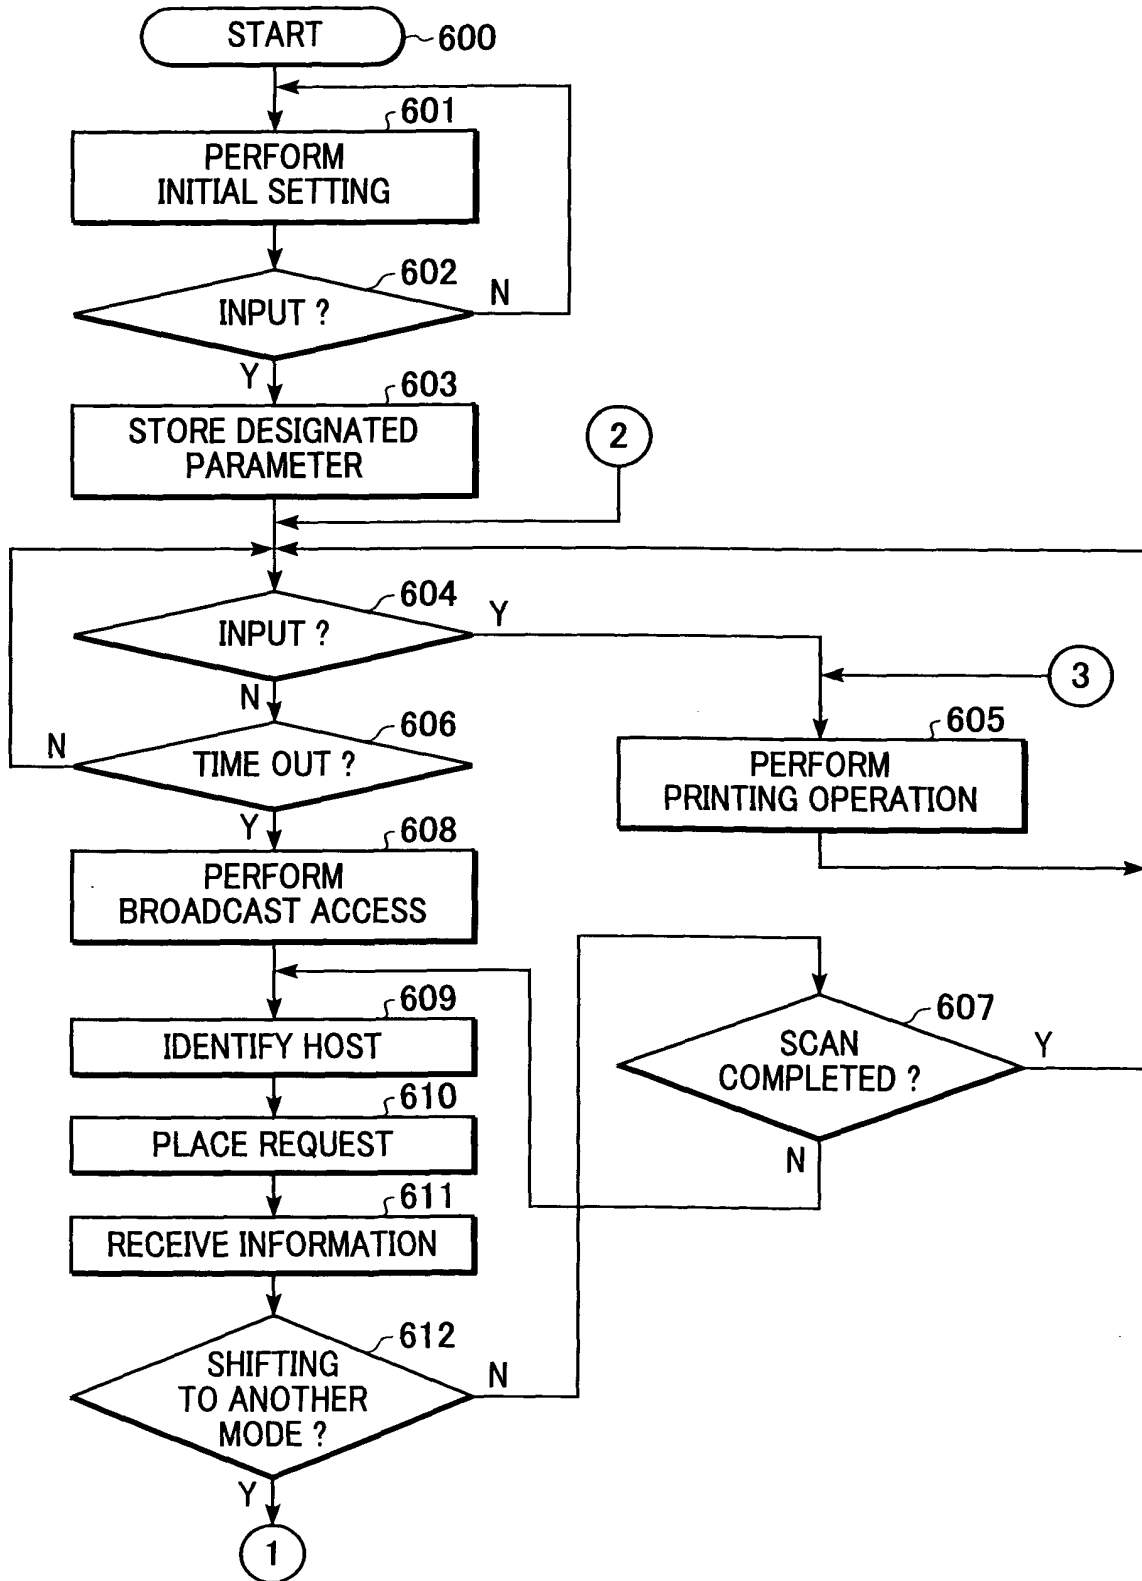 START
600
601
PERFORM
INITIAL SETTING
602
INPUT ?
N
Y
603
STORE DESIGNATED
PARAMETER
2
604
INPUT ?
Y
N
3
606
TIME OUT ?
N
Y
605
PERFORM
PRINTING OPERATION
608
PERFORM
BROADCAST ACCESS
609
IDENTIFY HOST
607
SCAN
COMPLETED ?
Y
N
610
PLACE REQUEST
611
RECEIVE INFORMATION
612
SHIFTING
TO ANOTHER
MODE ?
N
Y
1